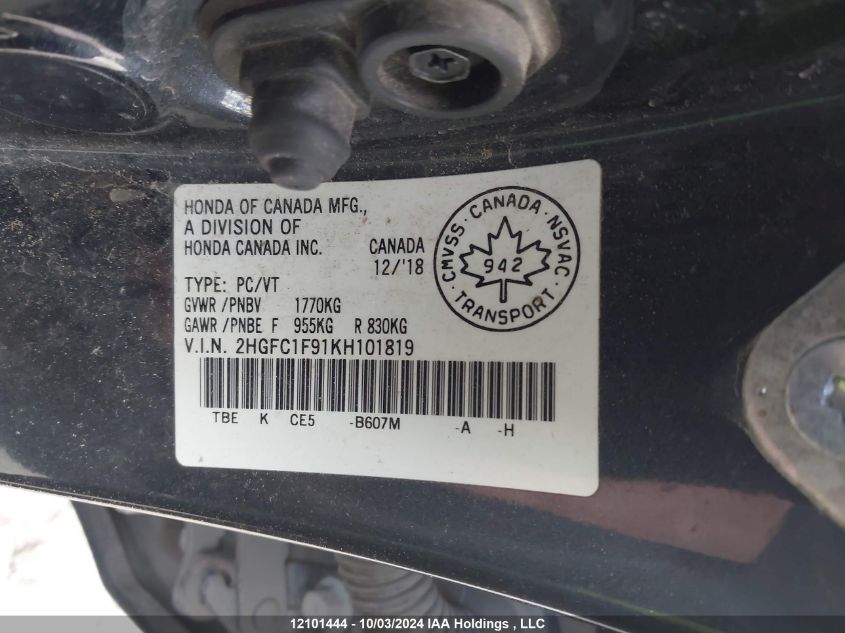 HONDA OF CANADA MFG.,
A DIVISION OF
HONDA CANADA INC.
CANADA
12/'18
TYPE: PC/VT
GVWR /PNBV 1770KG
GAWR /PNBE F 955KG R 830KG
V.I.N. 2HGFC1F91KH101819
TBE K CE5 -B607M -A -H
CMVSS · CANADA · NSVAC · TRANSPORT ·
942
12101444 - 10/03/2024 IAA Holdings , LLC